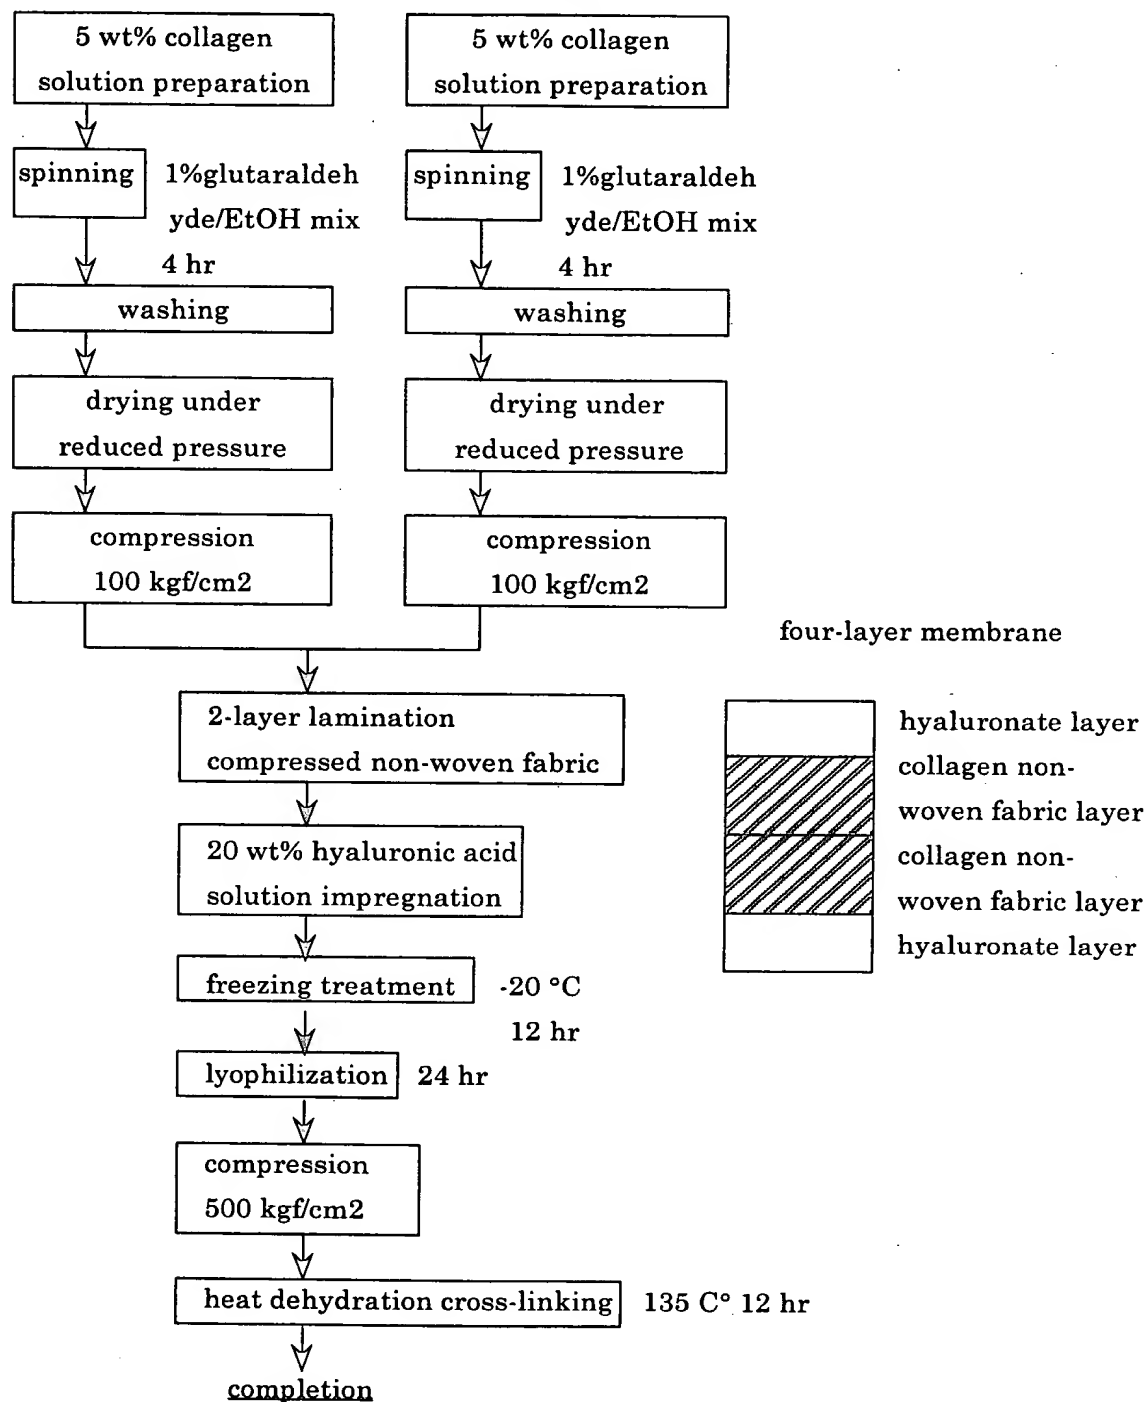 5 wt% collagen
solution preparation
5 wt% collagen
solution preparation
spinning
1%glutaraldeh
yde/EtOH mix
4 hr
spinning
1%glutaraldeh
yde/EtOH mix
4 hr
washing
washing
drying under
reduced pressure
drying under
reduced pressure
compression
100 kgf/cm2
compression
100 kgf/cm2
2-layer lamination
compressed non-woven fabric
20 wt% hyaluronic acid
solution impregnation
freezing treatment
-20 °C
12 hr
lyophilization
24 hr
compression
500 kgf/cm2
heat dehydration cross-linking
135 C° 12 hr
completion
four-layer membrane
hyaluronate layer
collagen non-
woven fabric layer
collagen non-
woven fabric layer
hyaluronate layer